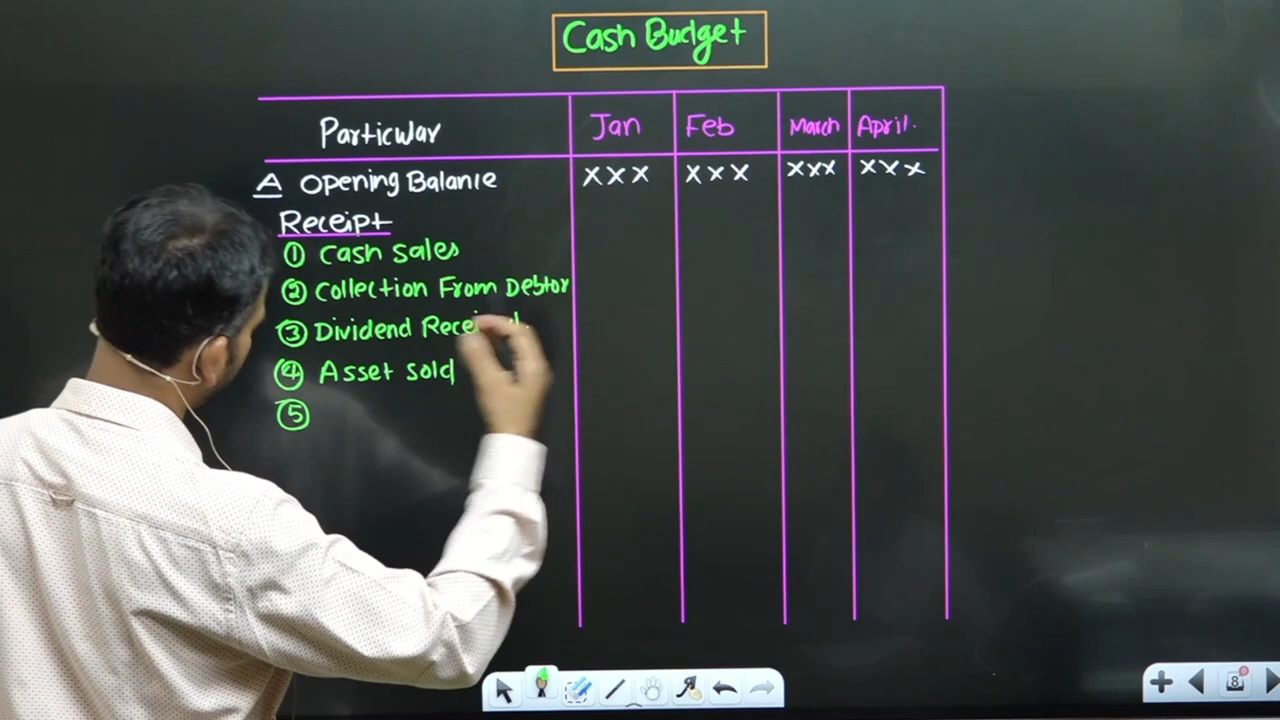 Cash Budget
Particular Jan Feb March April.
A Opening Balance xxx xxx xxx xxx
Receipt
① Cash Sales
② Collection From Debtor
③ Dividend
④ Asset sold
⑤
8